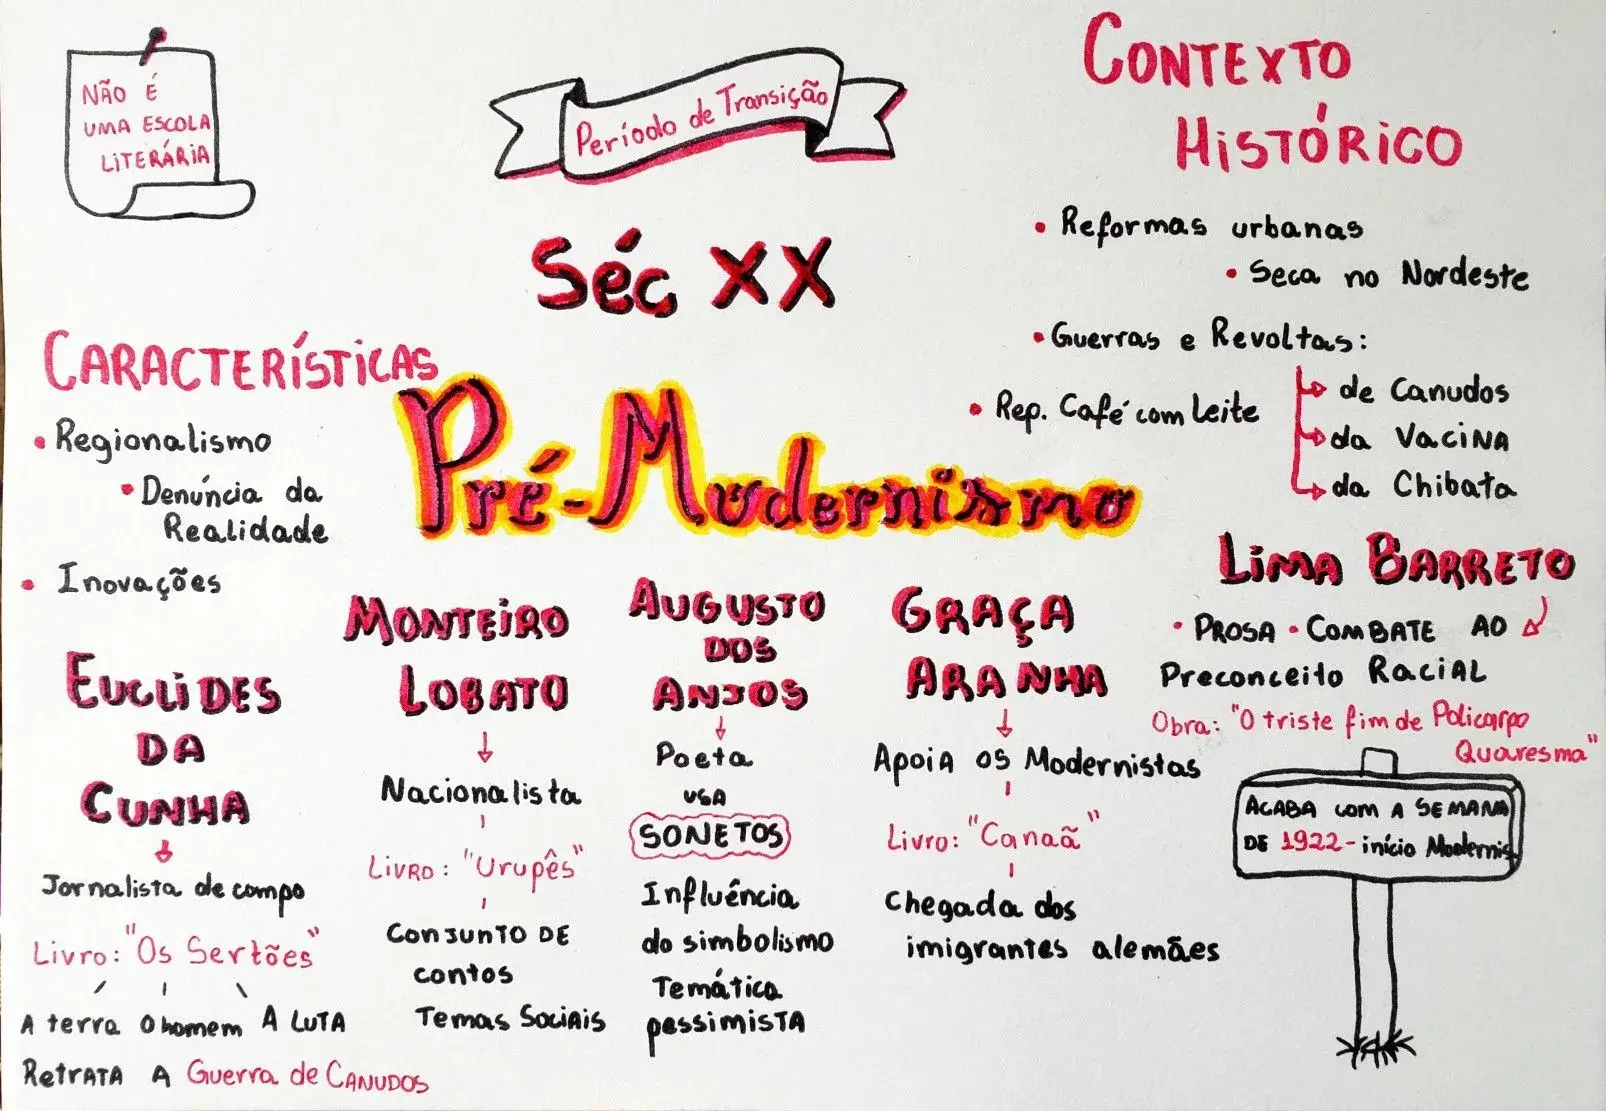 NÃO É
UMA ESCOLA
LITERÁRIA
Período de Transição
Séc XX
Pré-Modernismo
CONTEXTO
HISTÓRICO
• Reformas urbanas
• Seca no Nordeste
• Guerras e Revoltas:
de Canudos
da VACINA
da Chibata
• Rep. Café com Leite
CARACTERÍSTICAS
• Regionalismo
• Denúncia da
Realidade
• Inovações
EUCLIDES
DA
CUNHA
Jornalista de campo
Livro: "Os Sertões"
A terra O homem A LUTA
RETRATA A Guerra de CANUDOS
MONTEIRO
LOBATO
Nacionalista
LIVRO: "Urupês"
CONJUNTO DE
contos
Temas Sociais
AUGUSTO
DOS
ANJOS
Poeta
USA
SONETOS
Influência
do simbolismo
Temática
pessimista
GRAÇA
ARANHA
Apoia os Modernistas
Livro: "Canaã"
Chegada dos
imigrantes alemães
LIMA BARRETO
• PROSA • COMBATE AO
Preconceito RACIAL
Obra: "O triste fim de Policarpo
Quaresma"
ACABA COM A SEMANA
DE 1922 - início Modernis